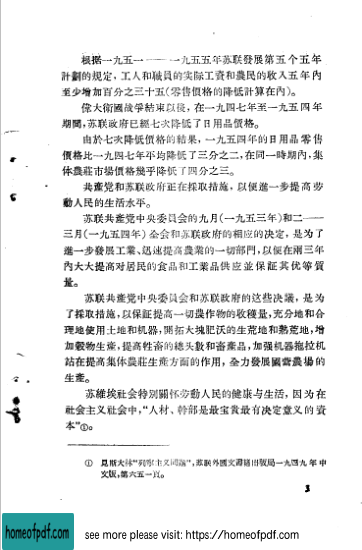 根据一九五一——一九五五年苏联發展第五个五年
計劃的規定，工人和職員的实际工資和農民的收入五年內
至少增加百分之三十五（零售價格的降低計算在內）。
偉大衛國战爭結束以後，在一九四七年至一九五四年
期間，苏联政府已經七次降低了日用品價格。
由於七次降低價格的結果，一九五四年的日用品零售
價格比一九四七年平均降低了三分之二，在同一時期內，集
体農莊市場價格幾乎降低了四分之三。
共產党和苏联政府正在採取措施，以便進一步提高劳
動人民的生活水平。
苏联共產党中央委員会的九月（一九五三年）和二——
三月（一九五四年）全会和苏联政府的相应的决定，是为了
進一步發展工業、迅速提高農業的一切部門，以便在兩三年
內大大提高对居民的食品和工業品供应並保証其优等質
量。
苏联共產党中央委員会和苏联政府的这些决議，是为
了採取措施，以保証提高一切農作物的收穫量，充分地和合
理地使用土地和机器，開拓大塊肥沃的生荒地和熟荒地，增
加穀物生產，提高牲畜的總头數和畜產品，加强机器拖拉机
站在提高集体農莊生產方面的作用，全力發展國营農場的
生產。
苏維埃社会特別關怀劳動人民的健康与生活，因为在
社会主义社会中，“人材、幹部是最宝貴最有决定意义的資
本”①。
① 見斯大林“列寧主义問題”，苏联外國文書籍出版局一九四九年中
文版，第六五一頁。
3
homeofpdf.com
see more please visit: https://homeofpdf.com